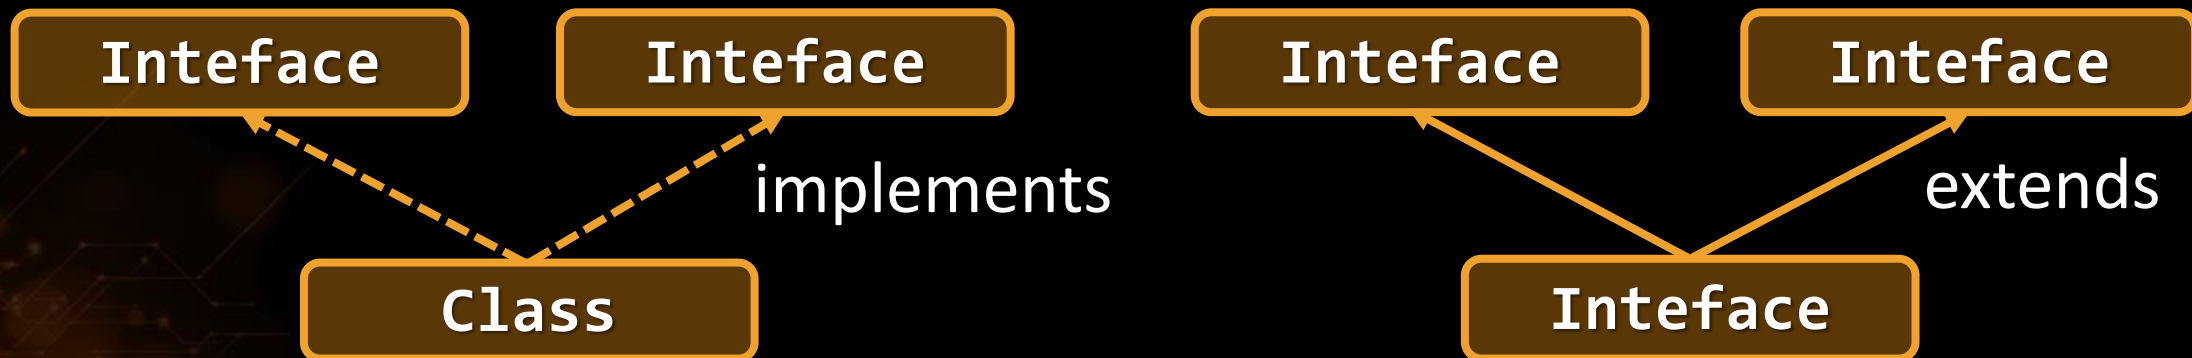 Inteface
Inteface
implements
Class
Inteface
Inteface
extends
Inteface